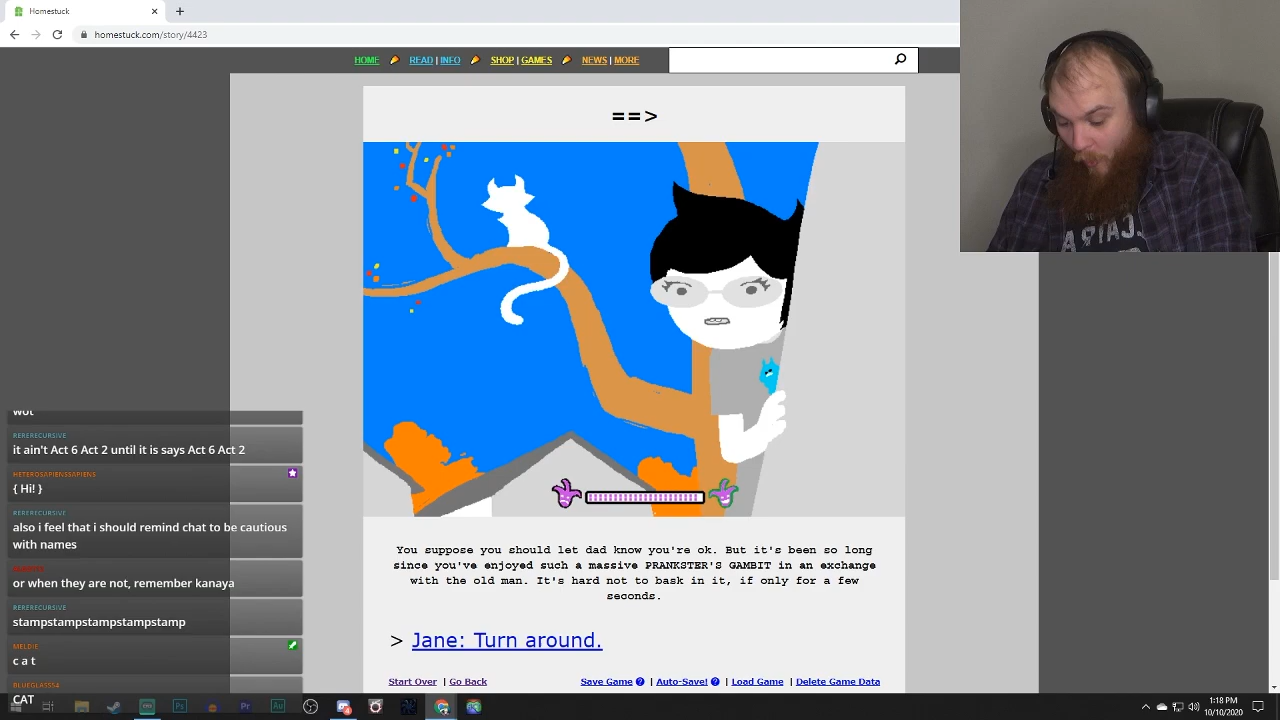 Homestuck
homestuck.com/story/4423
HOME READ | INFO SHOP | GAMES NEWS | MORE
==>
wot
RERERECURSIVE
it ain't Act 6 Act 2 until it is says Act 6 Act 2
HETEROSAPIENSSAPIENS
{ Hi! }
RERERECURSIVE
also i feel that i should remind chat to be cautious
with names
or when they are not, remember kanaya
RERERECURSIVE
stampstampstampstampstamp
MELD-E
c a t
BLUEGLASSS4
CAT
You suppose you should let dad know you're ok. But it's been so long
since you've enjoyed such a massive PRANKSTER'S GAMBIT in an exchange
with the old man. It's hard not to bask in it, if only for a few
seconds.
> Jane: Turn around.
Start Over | Go Back Save Game ? | Auto-Save! ? | Load Game | Delete Game Data
1:18 PM
10/10/2020